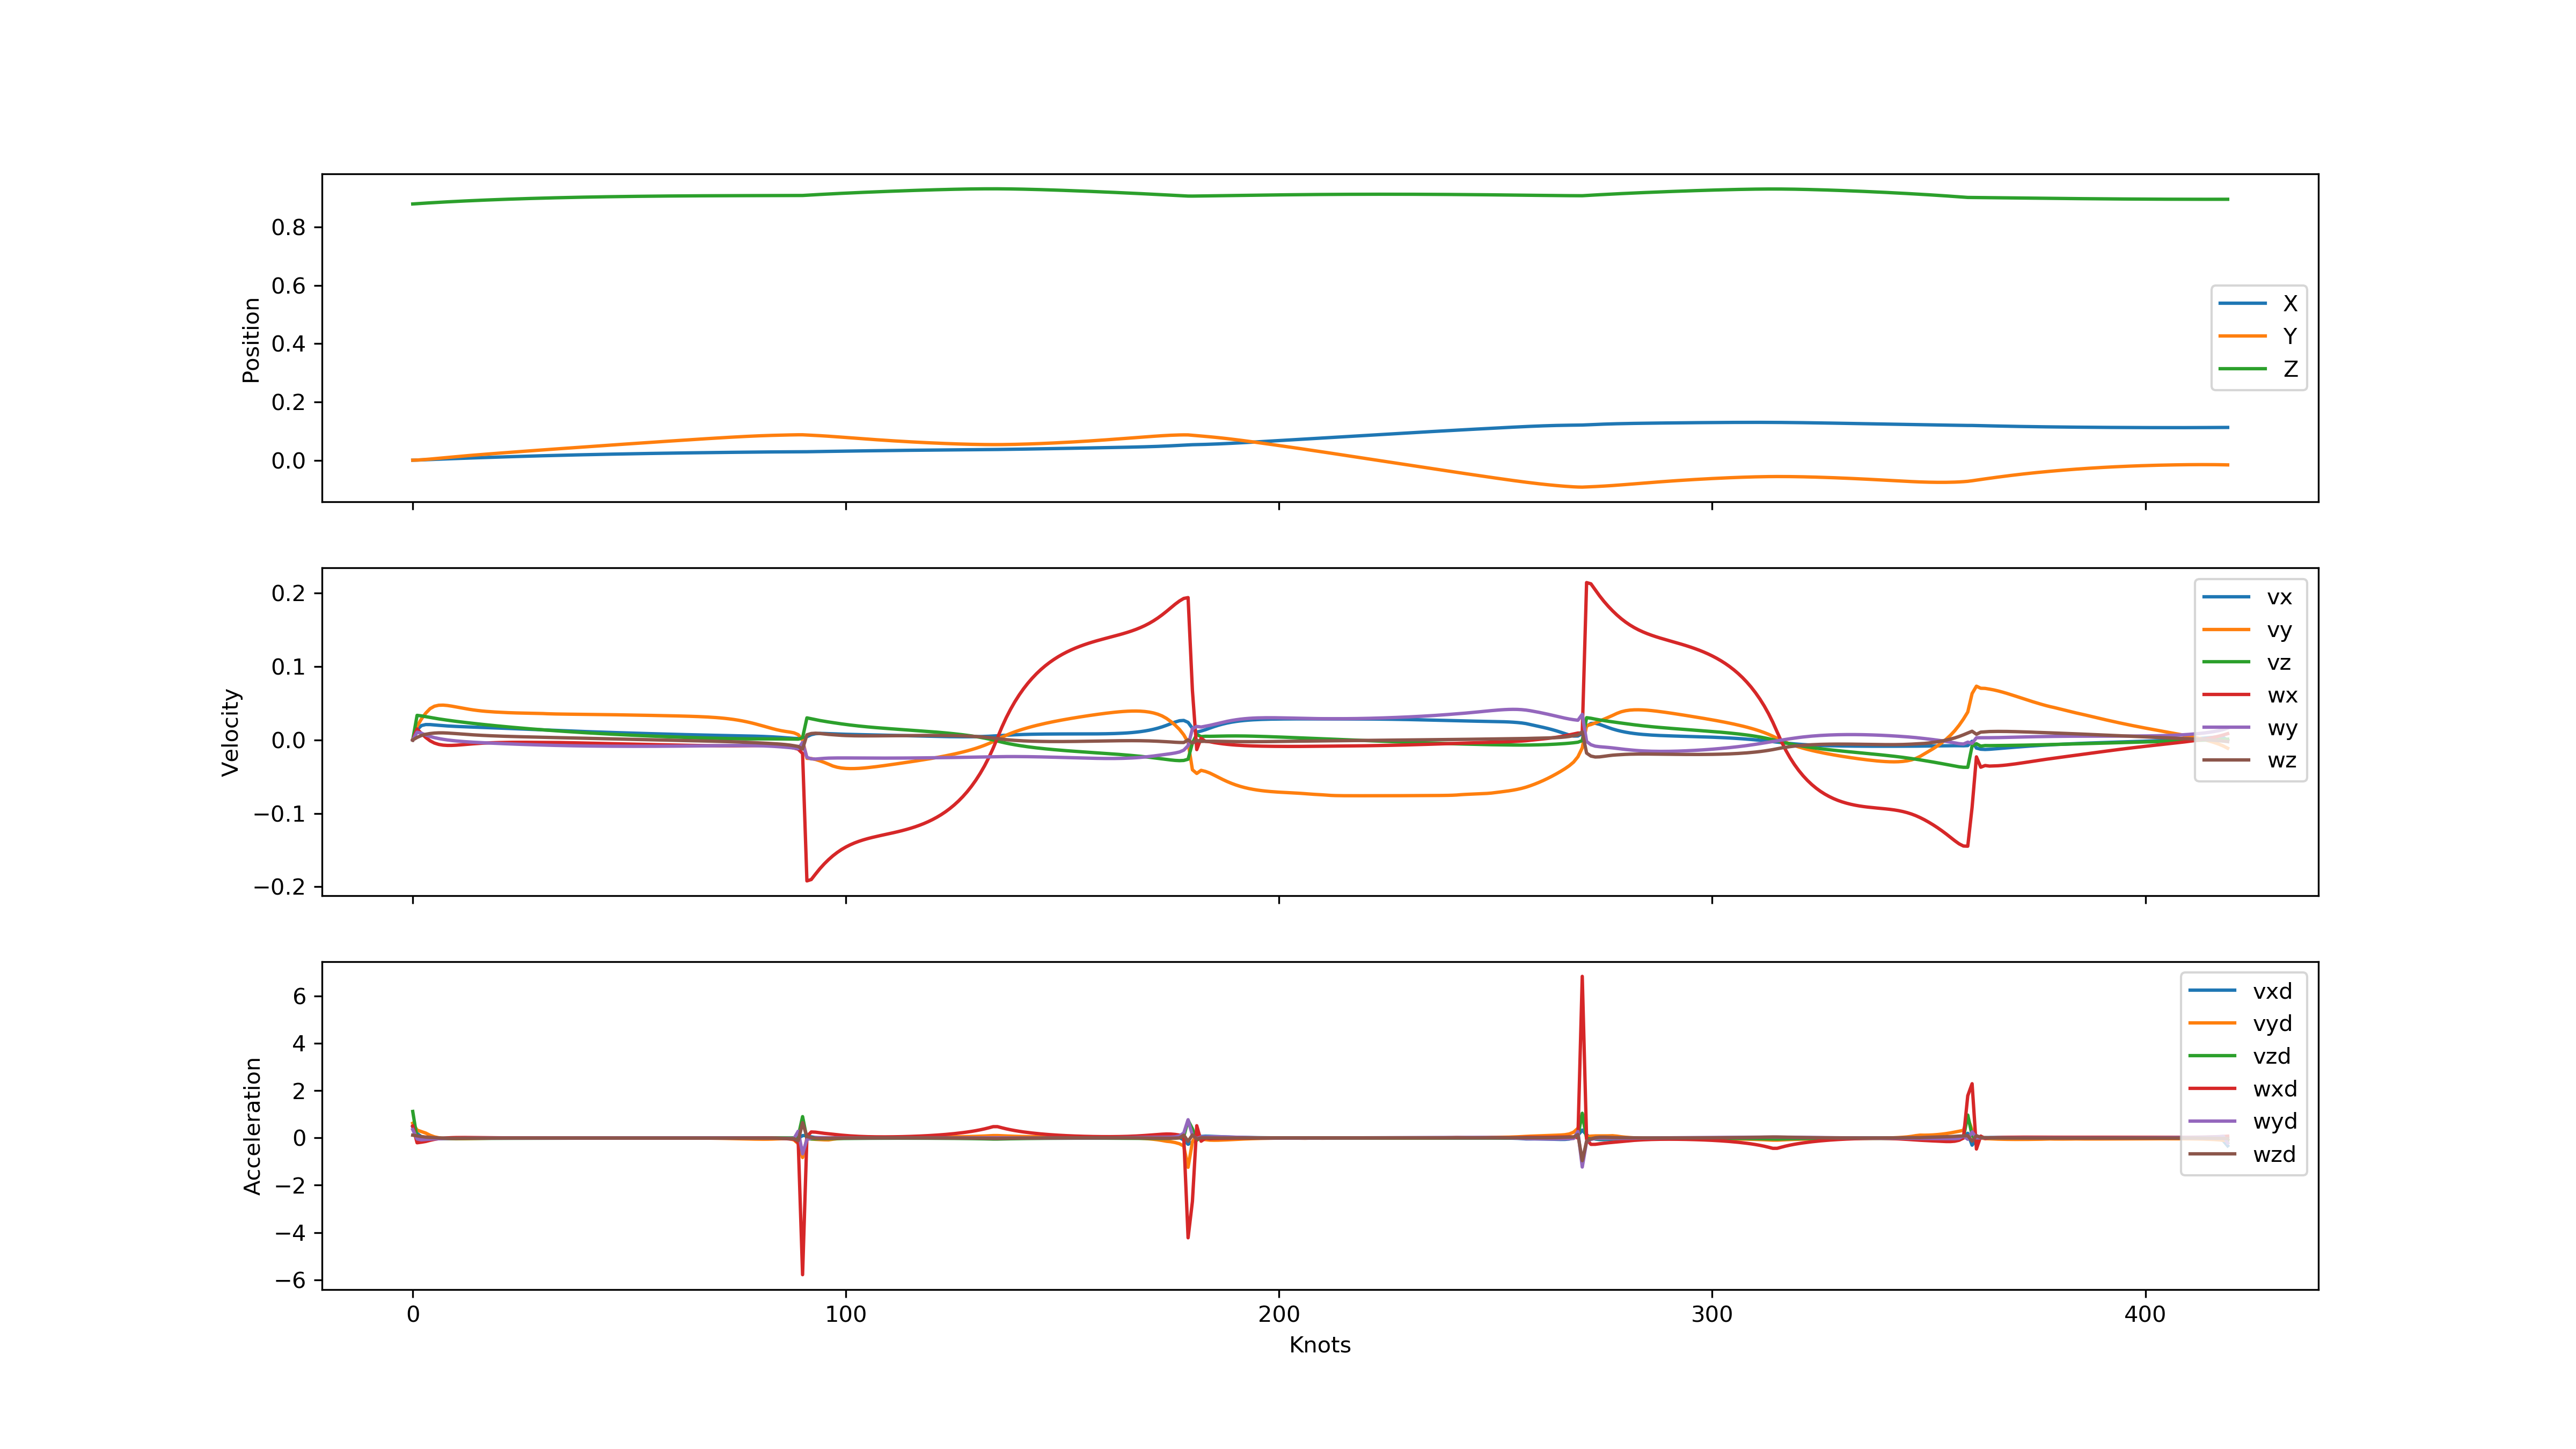 0.8
0.6
0.4
0.2
0.0
Position
X
Y
Z
0.2
0.1
0.0
−0.1
−0.2
Velocity
vx
vy
vz
wx
wy
wz
6
4
2
0
−2
−4
−6
Acceleration
vxd
vyd
vzd
wxd
wyd
wzd
0 100 200 300 400
Knots